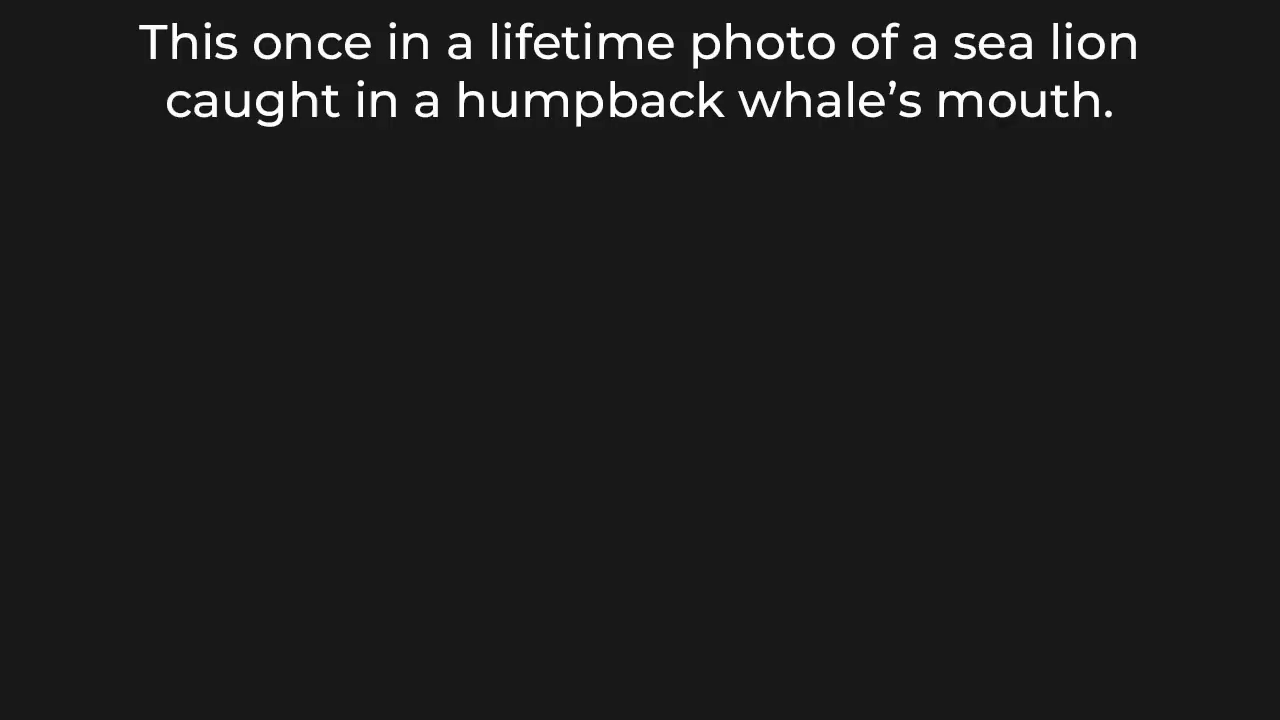 This once in a lifetime photo of a sea lion
caught in a humpback whale’s mouth.